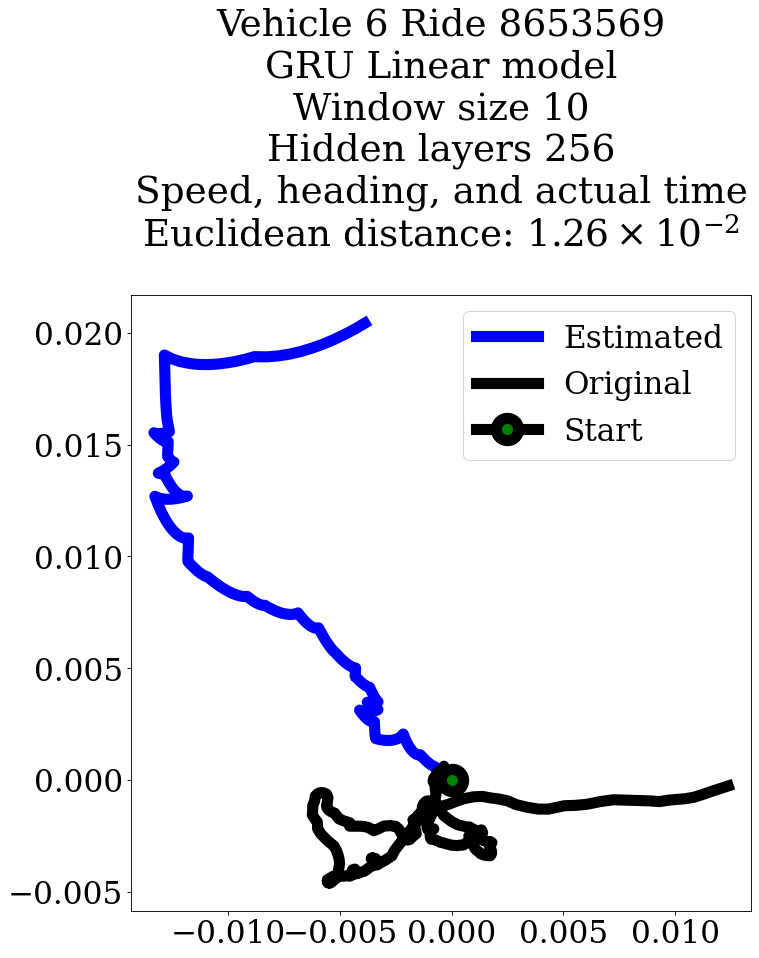 Vehicle 6 Ride 8653569
GRU Linear model
Window size 10
Hidden layers 256
Speed, heading, and actual time
Euclidean distance: 1.26 × 10⁻²
Estimated
Original
Start
0.020
0.015
0.010
0.005
0.000
−0.005
−0.010 −0.005 0.000 0.005 0.010